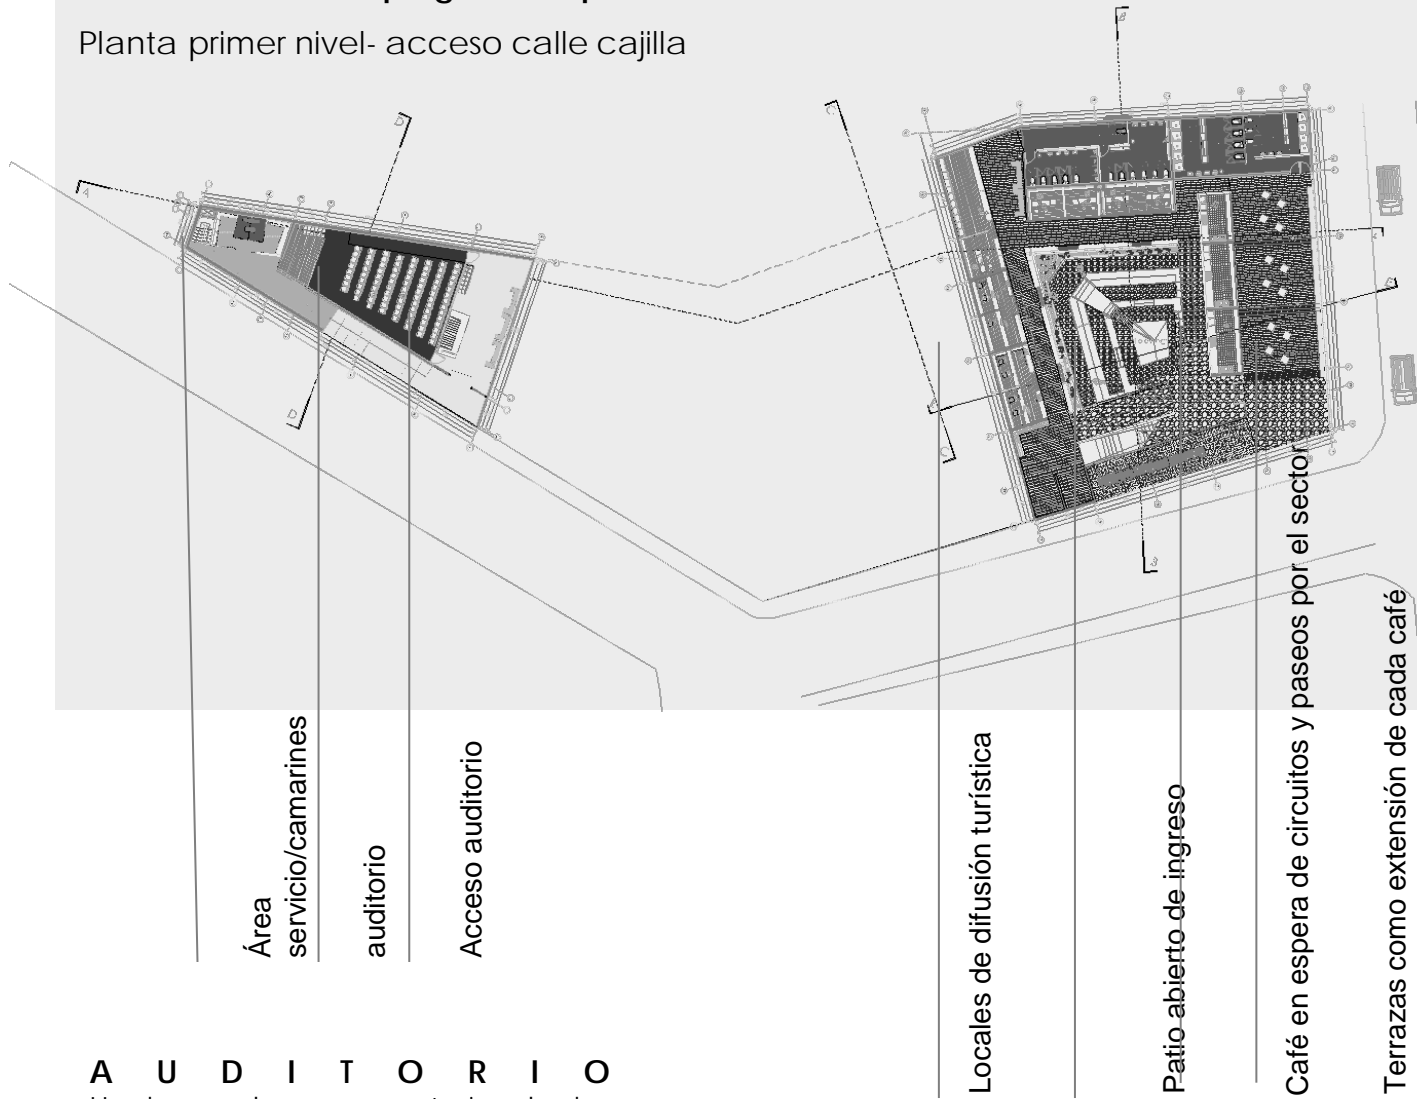 Planta primer nivel- acceso calle cajilla
Área
servicio/camarines
auditorio
Acceso auditorio
Locales de difusión turística
Patio abierto de ingreso
Café en espera de circuitos y paseos por el sector
Terrazas como extensión de cada café
A U D I T O R I O